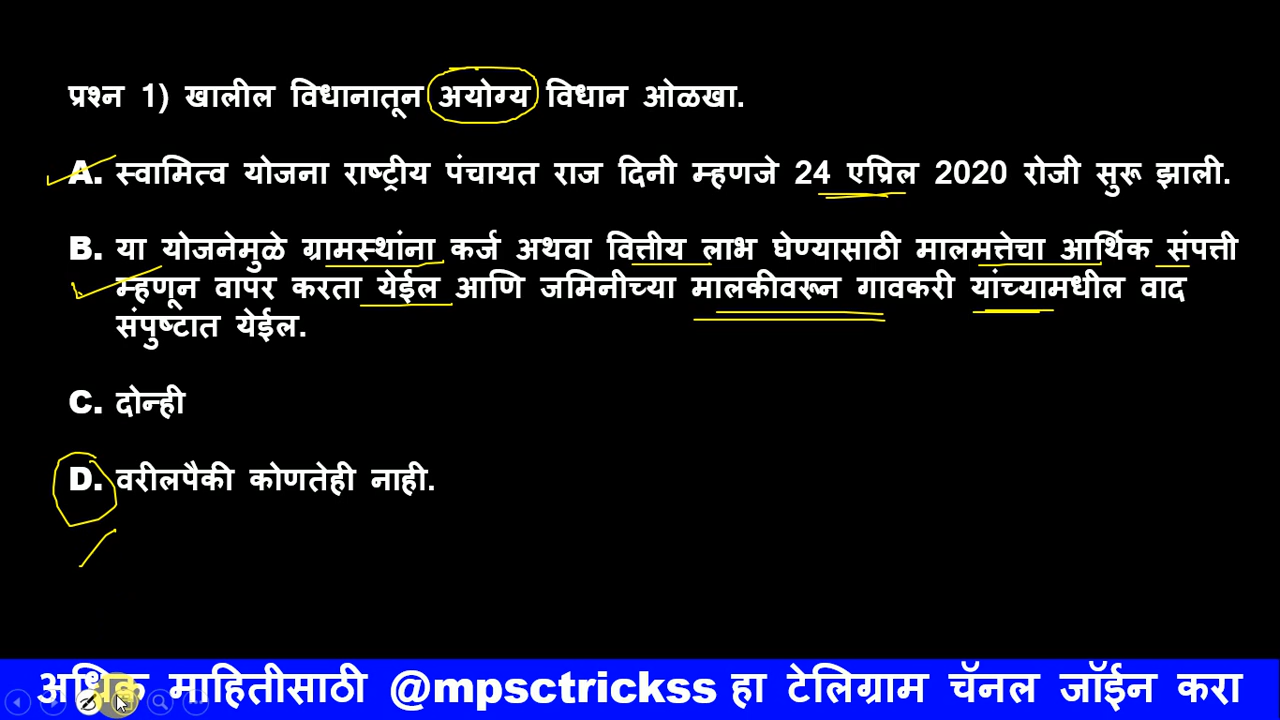 प्रश्न 1) खालील विधानातून अयोग्य विधान ओळखा.
A. स्वामित्व योजना राष्ट्रीय पंचायत राज दिनी म्हणजे 24 एप्रिल 2020 रोजी सुरू झाली.
B. या योजनेमुळे ग्रामस्थांना कर्ज अथवा वित्तीय लाभ घेण्यासाठी मालमत्तेचा आर्थिक संपत्ती
म्हणून वापर करता येईल आणि जमिनीच्या मालकीवरून गावकरी यांच्यामधील वाद
संपुष्टात येईल.
C. दोन्ही
D. वरीलपैकी कोणतेही नाही.
अधिक माहितीसाठी @mpsctrickss हा टेलिग्राम चॅनल जॉईन करा